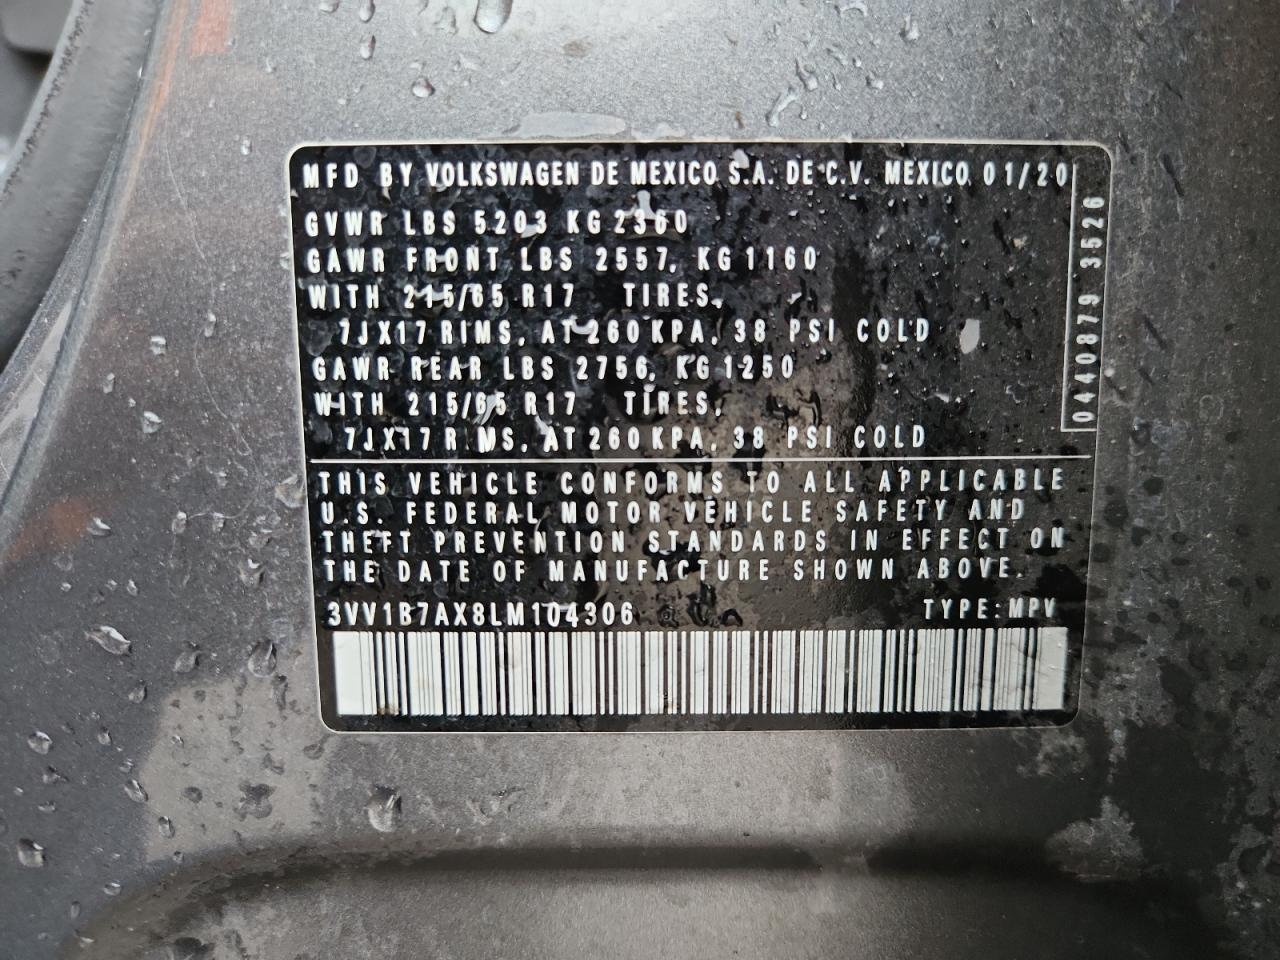 MFD BY VOLKSWAGEN DE MEXICO S.A. DE C.V. MEXICO 01/20
GVWR LBS 5203 KG 2360
GAWR FRONT LBS 2557, KG 1160
WITH 215/65 R17 TIRES,
7JX17 RIMS, AT 260 KPA, 38 PSI COLD
GAWR REAR LBS 2756, KG 1250
WITH 215/65 R17 TIRES,
7JX17 RIMS, AT 260 KPA, 38 PSI COLD
0440879 3526
THIS VEHICLE CONFORMS TO ALL APPLICABLE
U.S. FEDERAL MOTOR VEHICLE SAFETY AND
THEFT PREVENTION STANDARDS IN EFFECT ON
THE DATE OF MANUFACTURE SHOWN ABOVE.
3VV1B7AX8LM104306 TYPE: MPV